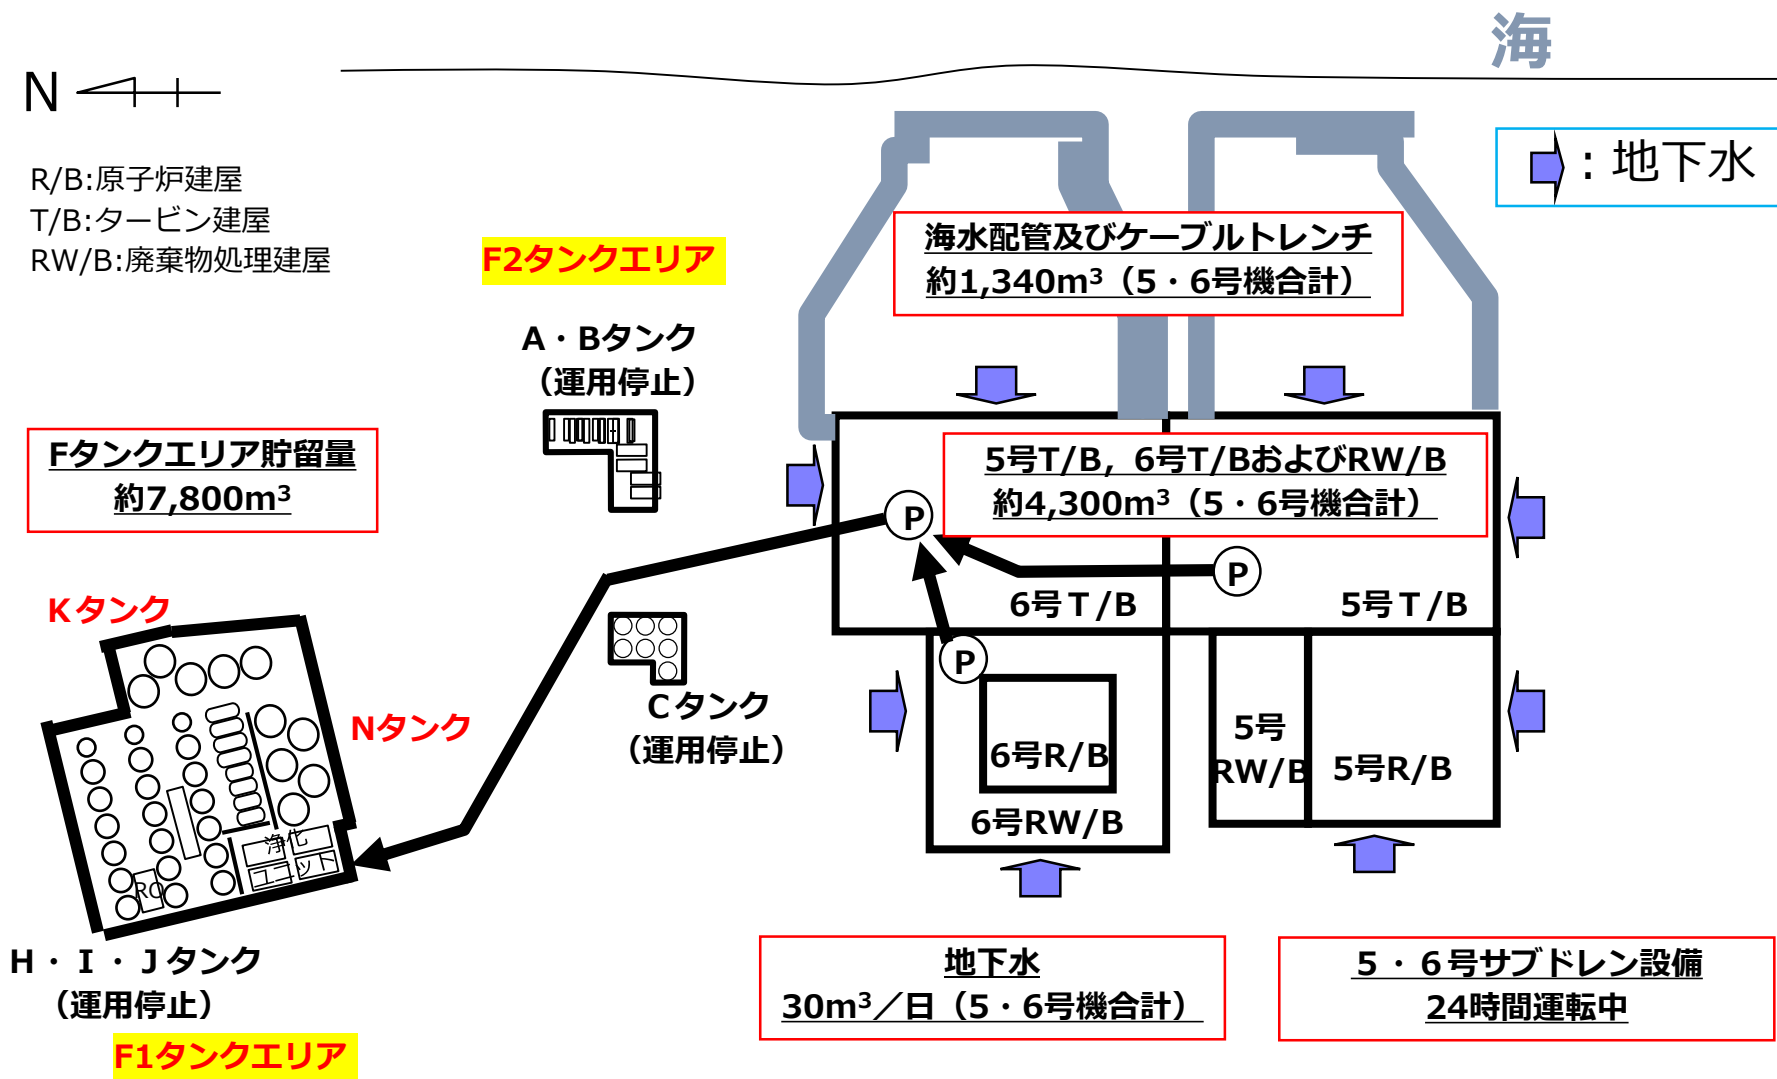 海
N
R/B:原子炉建屋
T/B:タービン建屋
RW/B:廃棄物処理建屋
:地下水
F2タンクエリア
海水配管及びケーブルトレンチ
約1,340m³（5・6号機合計）
A・Bタンク
（運用停止）
Fタンクエリア貯留量
約7,800m³
5号T/B, 6号T/BおよびRW/B
約4,300m³（5・6号機合計）
P
P
6号Ｔ/B
5号Ｔ/B
Ｋタンク
P
Ｃタンク
（運用停止）
Nタンク
6号R/B
6号RW/B
5号
RW/B
5号R/B
浄化
ユニット
RO
H・Ｉ・Ｊタンク
（運用停止）
F1タンクエリア
地下水
30m³／日（5・6号機合計）
５・６号サブドレン設備
24時間運転中